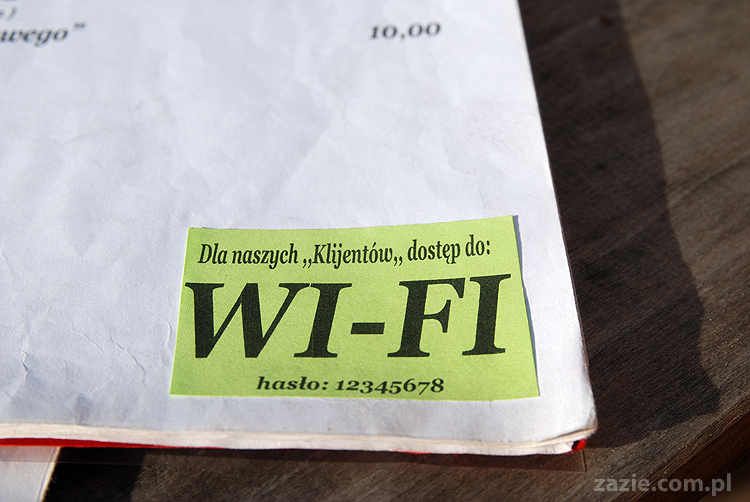 wego”
10,00
Dla naszych ,,Klijentów,, dostęp do:
WI-FI
hasło: 12345678
zazie.com.pl